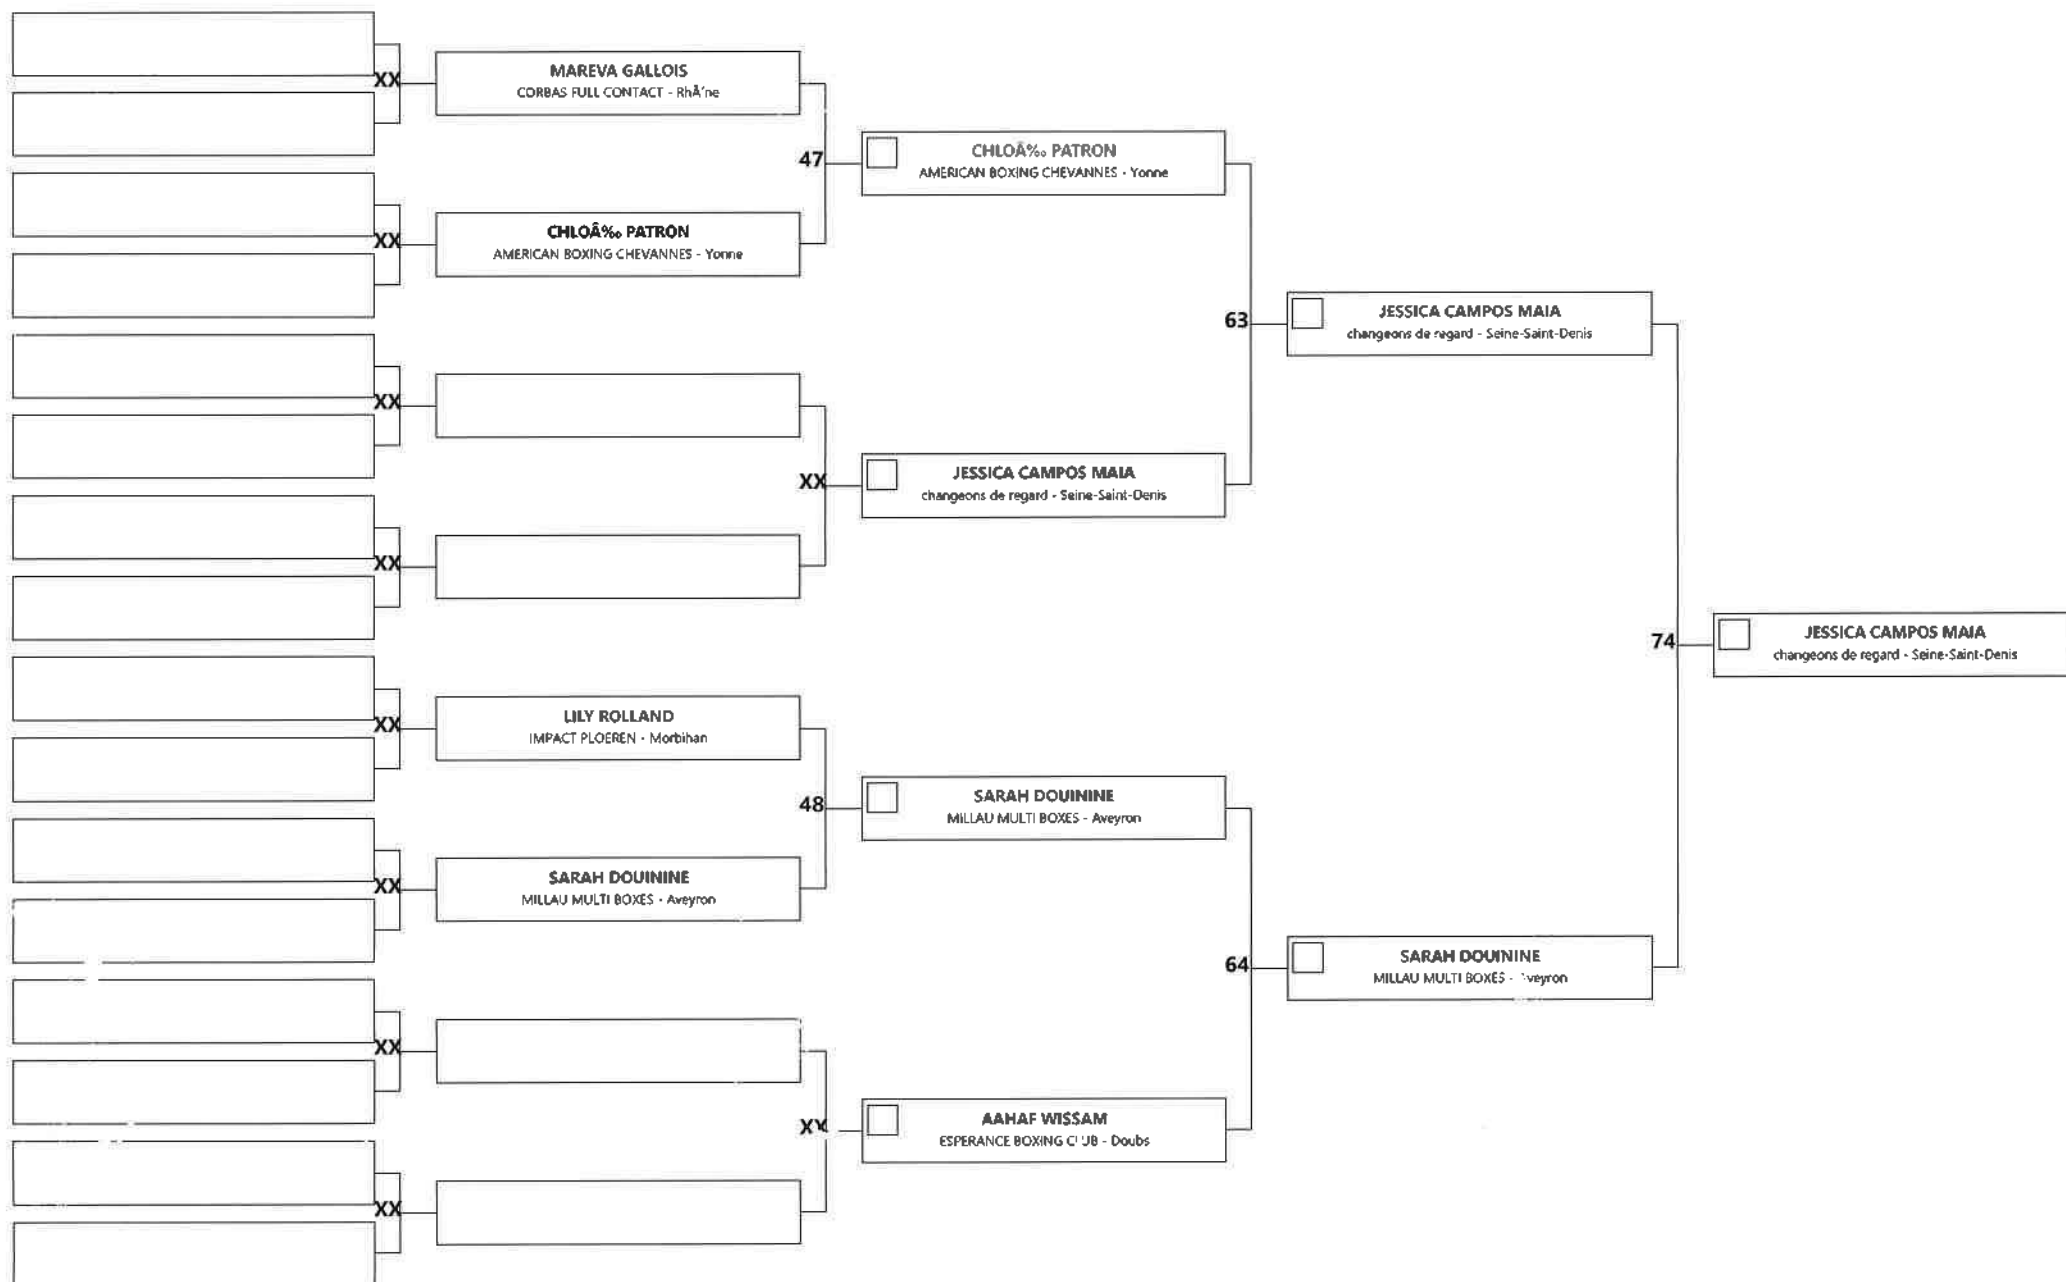 XX
MAREVA GALLOIS
CORBAS FULL CONTACT - RhÃ´ne
47
CHLOÃ‰ PATRON
AMERICAN BOXING CHEVANNES - Yonne
XX
CHLOÃ‰ PATRON
AMERICAN BOXING CHEVANNES - Yonne
63
JESSICA CAMPOS MAIA
changeons de regard - Seine-Saint-Denis
XX
XX
JESSICA CAMPOS MAIA
changeons de regard - Seine-Saint-Denis
XX
74
JESSICA CAMPOS MAIA
changeons de regard - Seine-Saint-Denis
XX
LILY ROLLAND
IMPACT PLOEREN - Morbihan
48
SARAH DOUININE
MILLAU MULTI BOXES - Aveyron
XX
SARAH DOUININE
MILLAU MULTI BOXES - Aveyron
64
SARAH DOUININE
MILLAU MULTI BOXES - Aveyron
XX
XX
AAHAF WISSAM
ESPERANCE BOXING CLUB - Doubs
XX